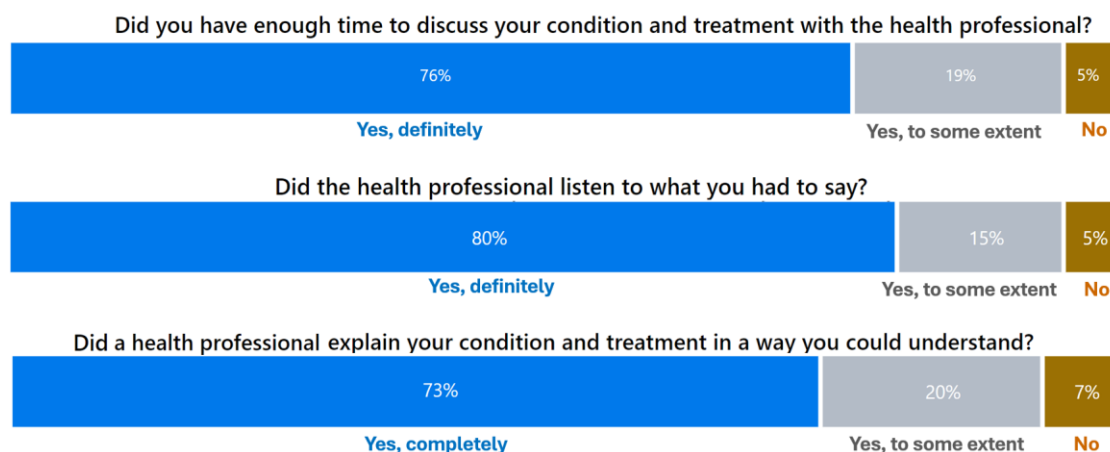 Did you have enough time to discuss your condition and treatment with the health professional?
76% 19% 5%
Yes, definitely Yes, to some extent No
Did the health professional listen to what you had to say?
80% 15% 5%
Yes, definitely Yes, to some extent No
Did a health professional explain your condition and treatment in a way you could understand?
73% 20% 7%
Yes, completely Yes, to some extent No